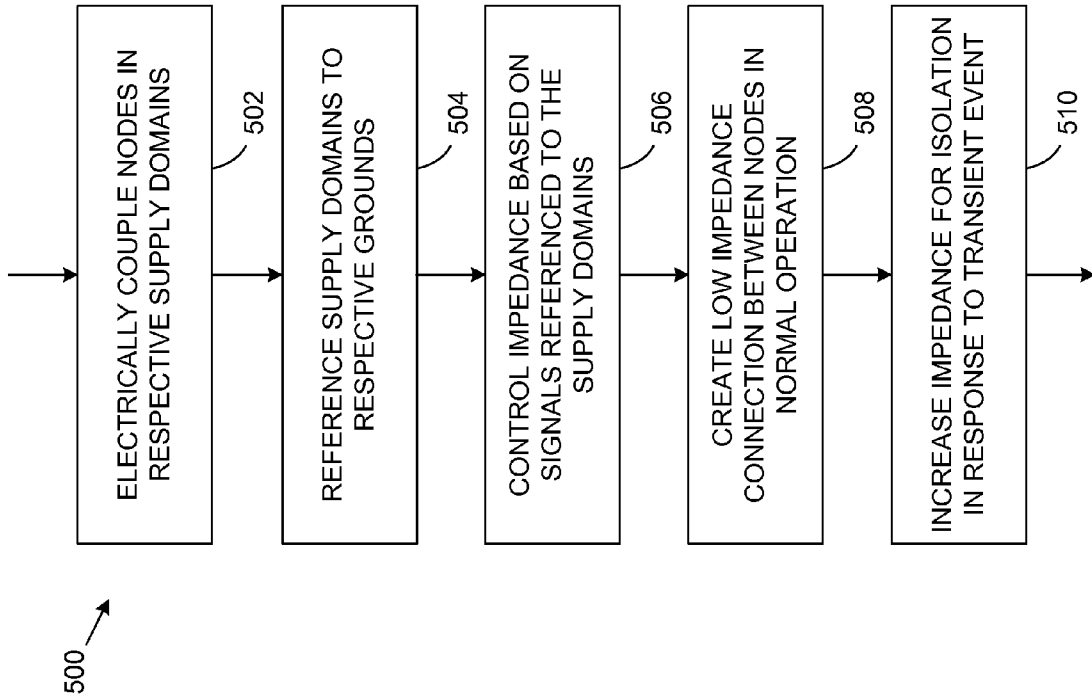 500
ELECTRICALLY COUPLE NODES IN
RESPECTIVE SUPPLY DOMAINS
502
REFERENCE SUPPLY DOMAINS TO
RESPECTIVE GROUNDS
504
CONTROL IMPEDANCE BASED ON
SIGNALS REFERENCED TO THE
SUPPLY DOMAINS
506
CREATE LOW IMPEDANCE
CONNECTION BETWEEN NODES IN
NORMAL OPERATION
508
INCREASE IMPEDANCE FOR ISOLATION
IN RESPONSE TO TRANSIENT EVENT
510